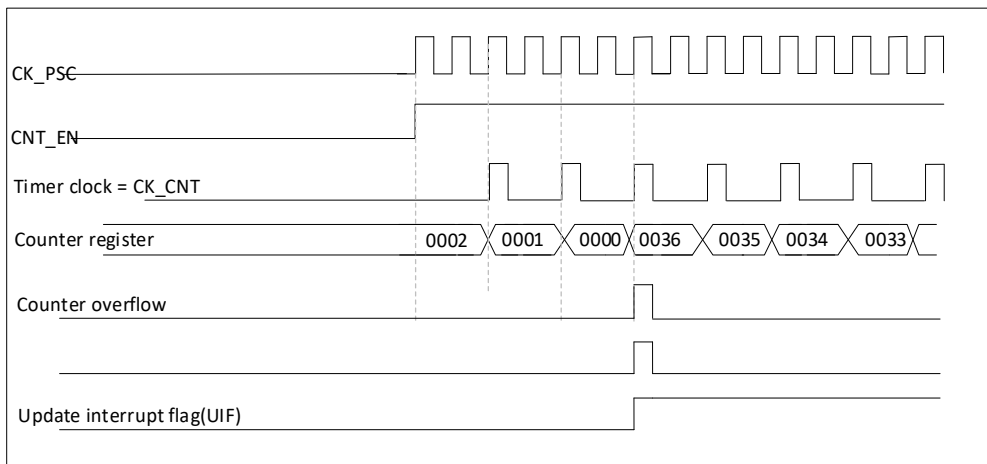 CK_PSC
CNT_EN
Timer clock = CK_CNT
Counter register
0002 0001 0000 0036 0035 0034 0033
Counter overflow
Update interrupt flag(UIF)